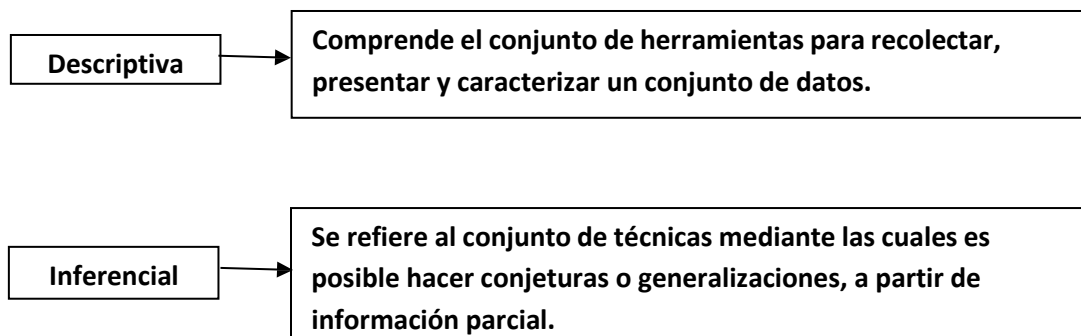 Descriptiva
Comprende el conjunto de herramientas para recolectar,
presentar y caracterizar un conjunto de datos.
Inferencial
Se refiere al conjunto de técnicas mediante las cuales es
posible hacer conjeturas o generalizaciones, a partir de
información parcial.